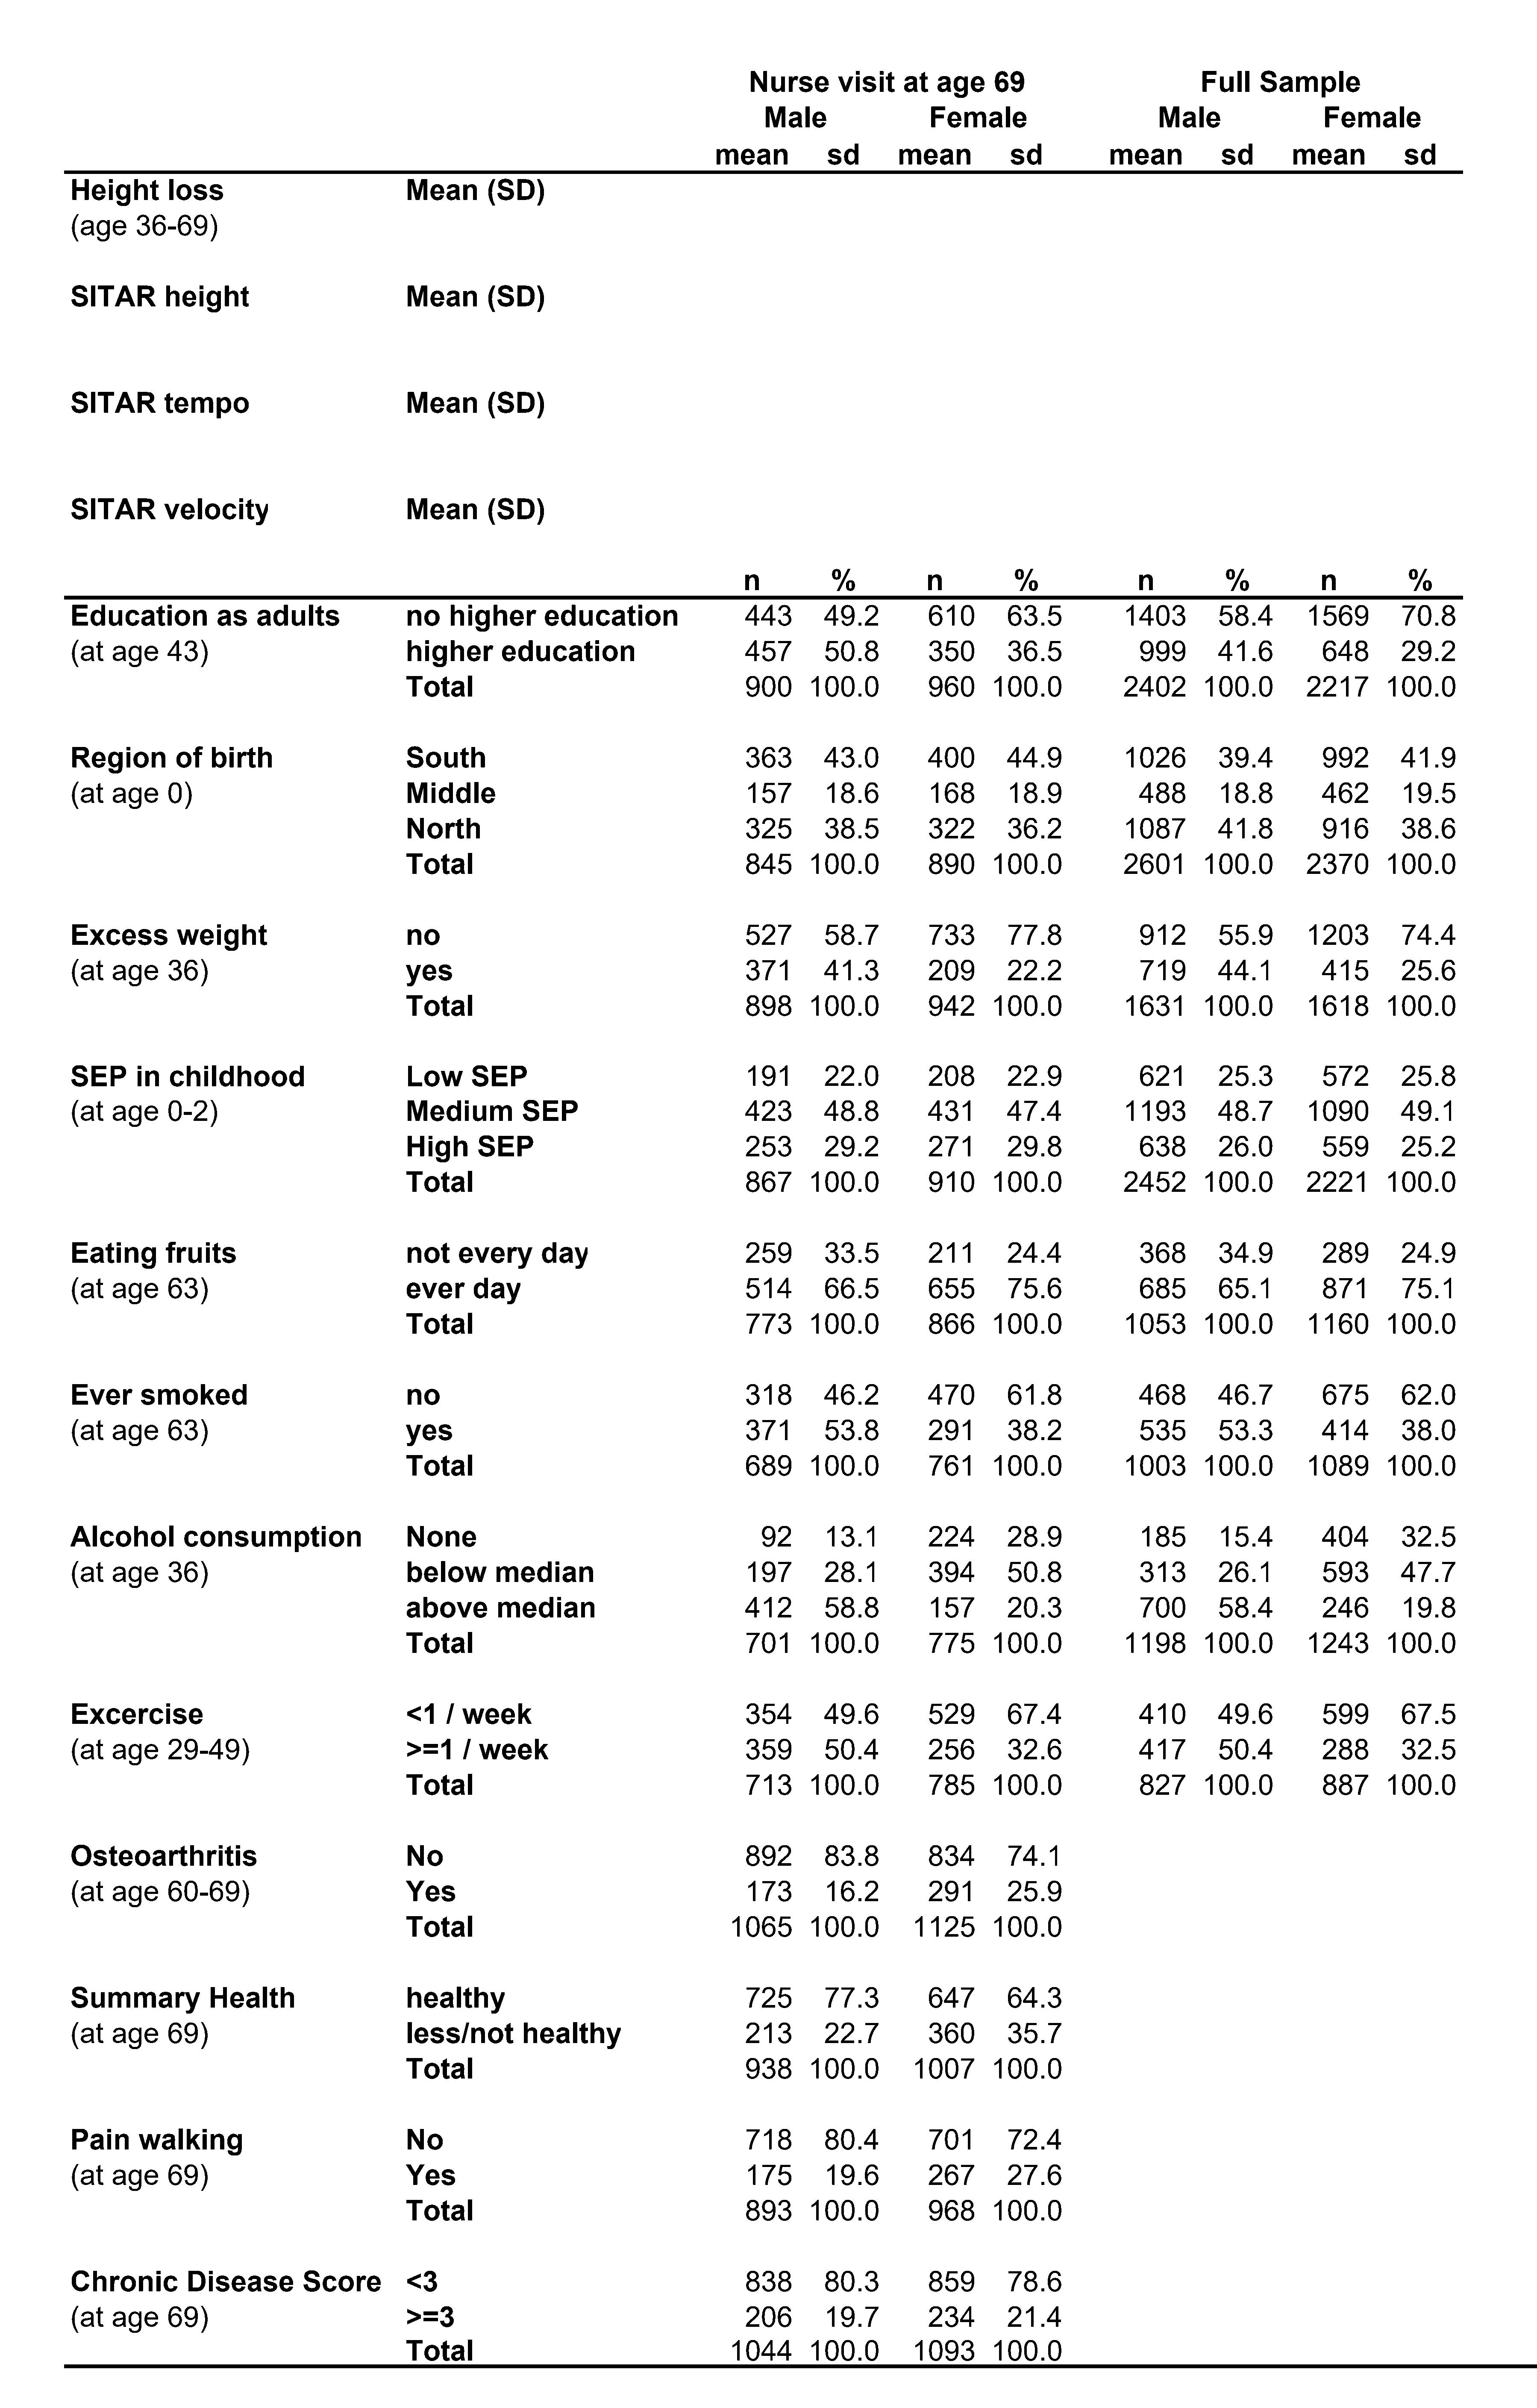 Nurse visit at age 69 Full Sample
Male Female Male Female
mean sd mean sd mean sd mean sd
Height loss Mean (SD)
(age 36-69)
SITAR height Mean (SD)
SITAR tempo Mean (SD)
SITAR velocity Mean (SD)
n % n % n % n %
Education as adults no higher education 443 49.2 610 63.5 1403 58.4 1569 70.8
(at age 43) higher education 457 50.8 350 36.5 999 41.6 648 29.2
Total 900 100.0 960 100.0 2402 100.0 2217 100.0
Region of birth South 363 43.0 400 44.9 1026 39.4 992 41.9
(at age 0) Middle 157 18.6 168 18.9 488 18.8 462 19.5
North 325 38.5 322 36.2 1087 41.8 916 38.6
Total 845 100.0 890 100.0 2601 100.0 2370 100.0
Excess weight no 527 58.7 733 77.8 912 55.9 1203 74.4
(at age 36) yes 371 41.3 209 22.2 719 44.1 415 25.6
Total 898 100.0 942 100.0 1631 100.0 1618 100.0
SEP in childhood Low SEP 191 22.0 208 22.9 621 25.3 572 25.8
(at age 0-2) Medium SEP 423 48.8 431 47.4 1193 48.7 1090 49.1
High SEP 253 29.2 271 29.8 638 26.0 559 25.2
Total 867 100.0 910 100.0 2452 100.0 2221 100.0
Eating fruits not every day 259 33.5 211 24.4 368 34.9 289 24.9
(at age 63) ever day 514 66.5 655 75.6 685 65.1 871 75.1
Total 773 100.0 866 100.0 1053 100.0 1160 100.0
Ever smoked no 318 46.2 470 61.8 468 46.7 675 62.0
(at age 63) yes 371 53.8 291 38.2 535 53.3 414 38.0
Total 689 100.0 761 100.0 1003 100.0 1089 100.0
Alcohol consumption None 92 13.1 224 28.9 185 15.4 404 32.5
(at age 36) below median 197 28.1 394 50.8 313 26.1 593 47.7
above median 412 58.8 157 20.3 700 58.4 246 19.8
Total 701 100.0 775 100.0 1198 100.0 1243 100.0
Excercise <1 / week 354 49.6 529 67.4 410 49.6 599 67.5
(at age 29-49) >=1 / week 359 50.4 256 32.6 417 50.4 288 32.5
Total 713 100.0 785 100.0 827 100.0 887 100.0
Osteoarthritis No 892 83.8 834 74.1
(at age 60-69) Yes 173 16.2 291 25.9
Total 1065 100.0 1125 100.0
Summary Health healthy 725 77.3 647 64.3
(at age 69) less/not healthy 213 22.7 360 35.7
Total 938 100.0 1007 100.0
Pain walking No 718 80.4 701 72.4
(at age 69) Yes 175 19.6 267 27.6
Total 893 100.0 968 100.0
Chronic Disease Score <3 838 80.3 859 78.6
(at age 69) >=3 206 19.7 234 21.4
Total 1044 100.0 1093 100.0